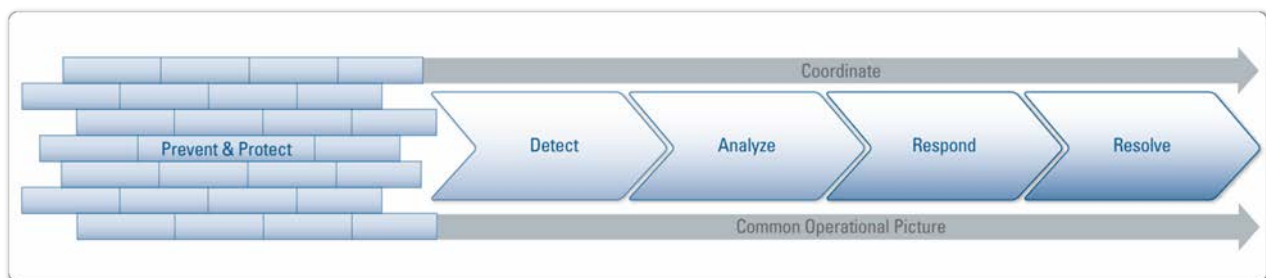 Coordinate
Prevent & Protect
Detect
Analyze
Respond
Resolve
Common Operational Picture